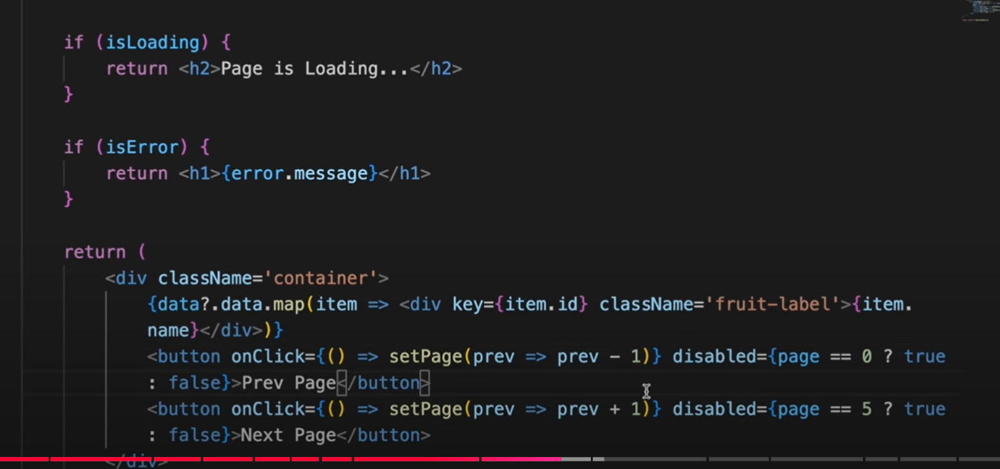 if (isLoading) {
return <h2>Page is Loading...</h2>
}
if (isError) {
return <h1>{error.message}</h1>
}
return (
<div className='container'>
{data?.data.map(item => <div key={item.id} className='fruit-label'>{item.
name}</div>)}
<button onClick={() => setPage(prev => prev - 1)} disabled={page == 0 ? true
: false}>Prev Page</button>
<button onClick={() => setPage(prev => prev + 1)} disabled={page == 5 ? true
: false}>Next Page</button>
</div>